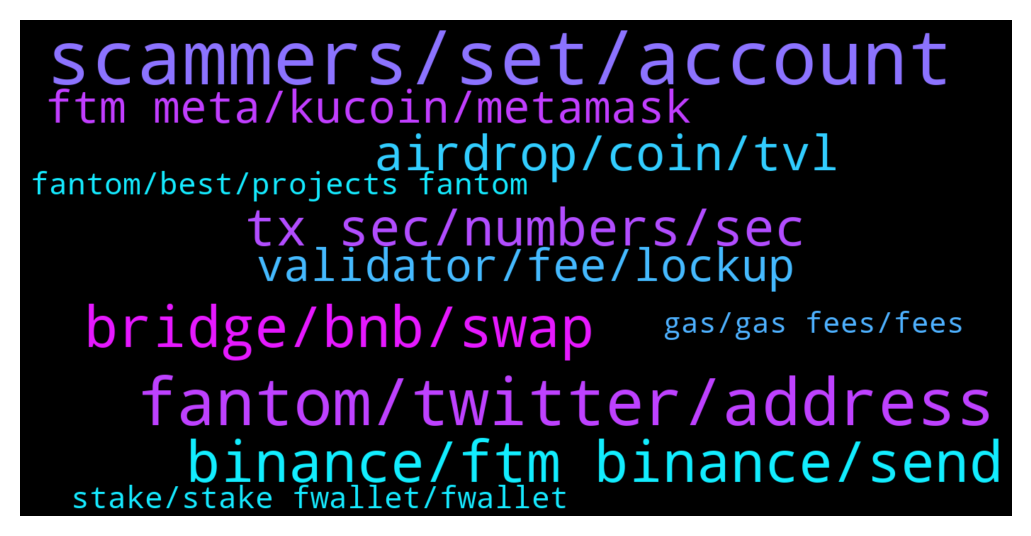 scammers/set/account
ftm meta/kucoin/metamask
airdrop/coin/tvl
fantom/best/projects fantom
tx sec/numbers/sec
validator/fee/lockup
bridge/bnb/swap
gas/gas fees/fees
fantom/twitter/address
binance/ftm binance/send
stake/stake fwallet/fwallet